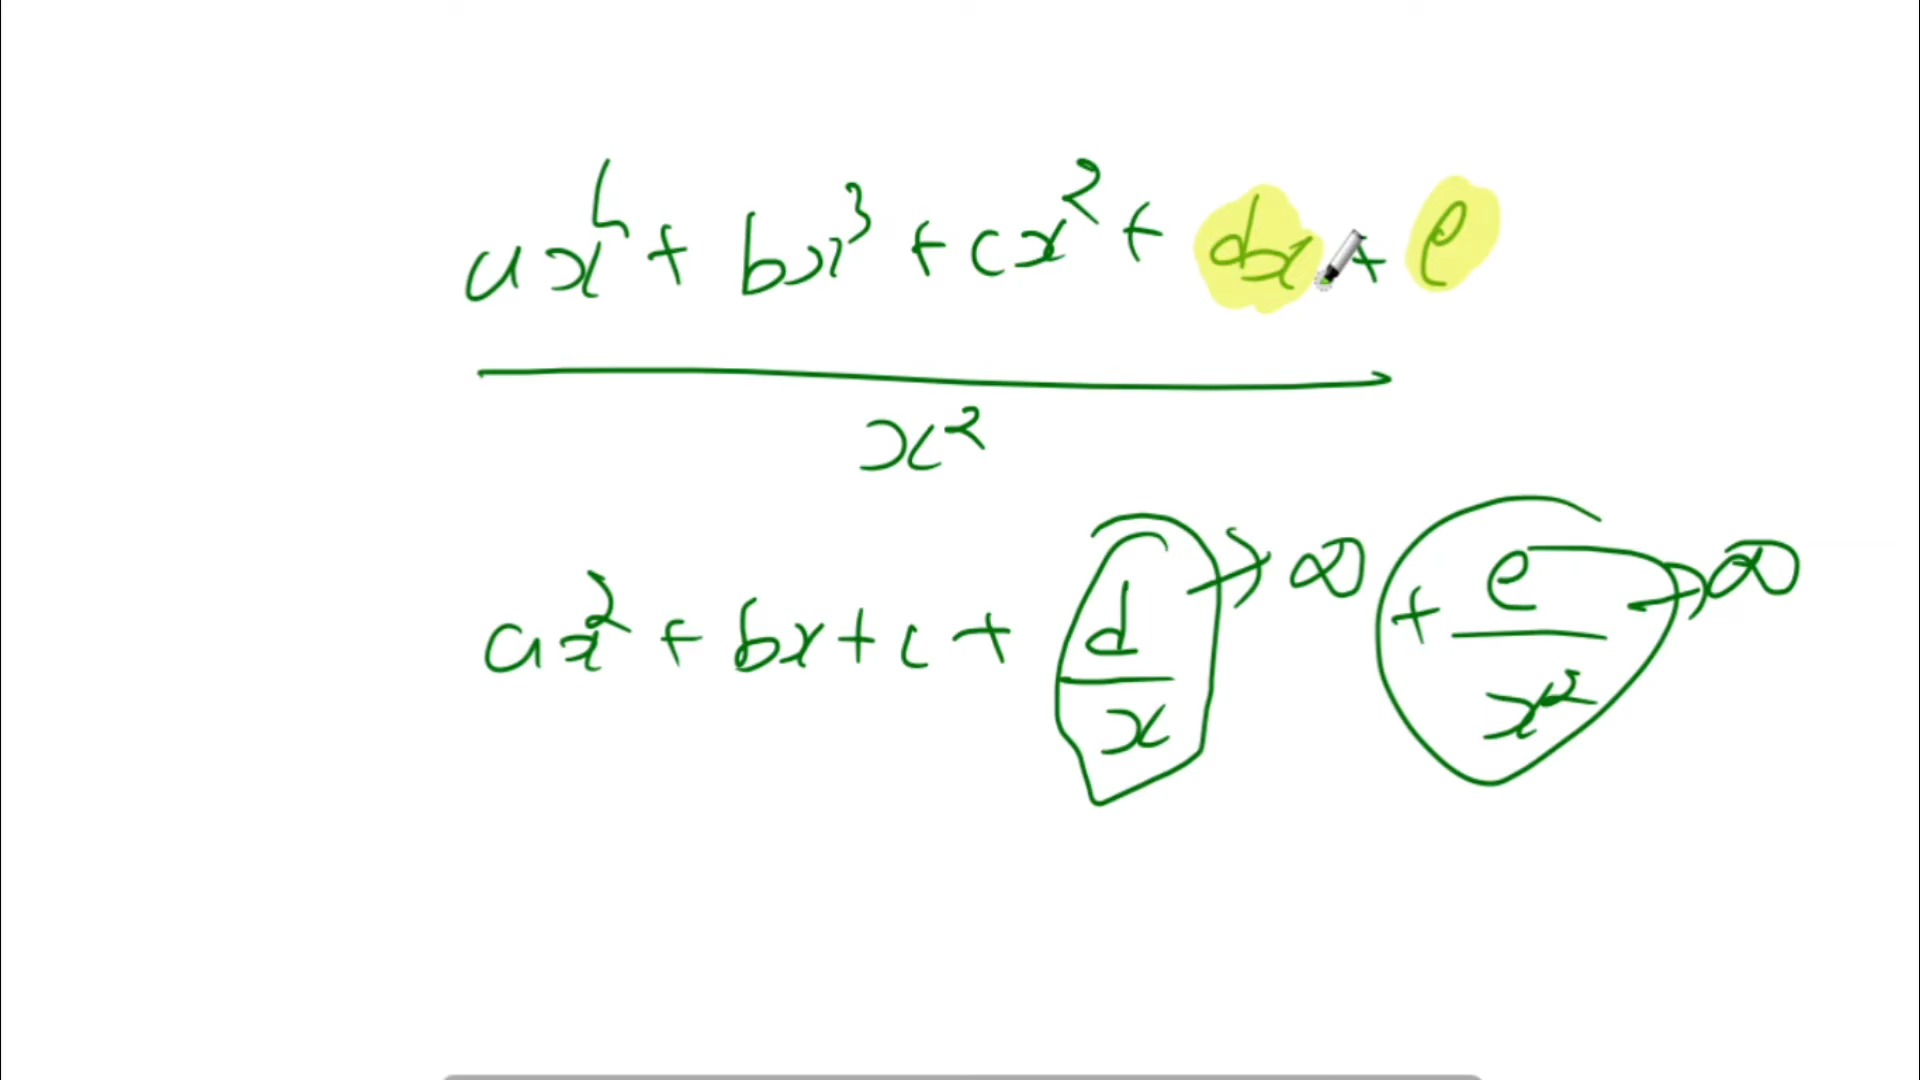 ax⁴ + bx³ + cx² + dx + e
x²
ax² + bx + c + d/x → ∞ + e/x² → ∞